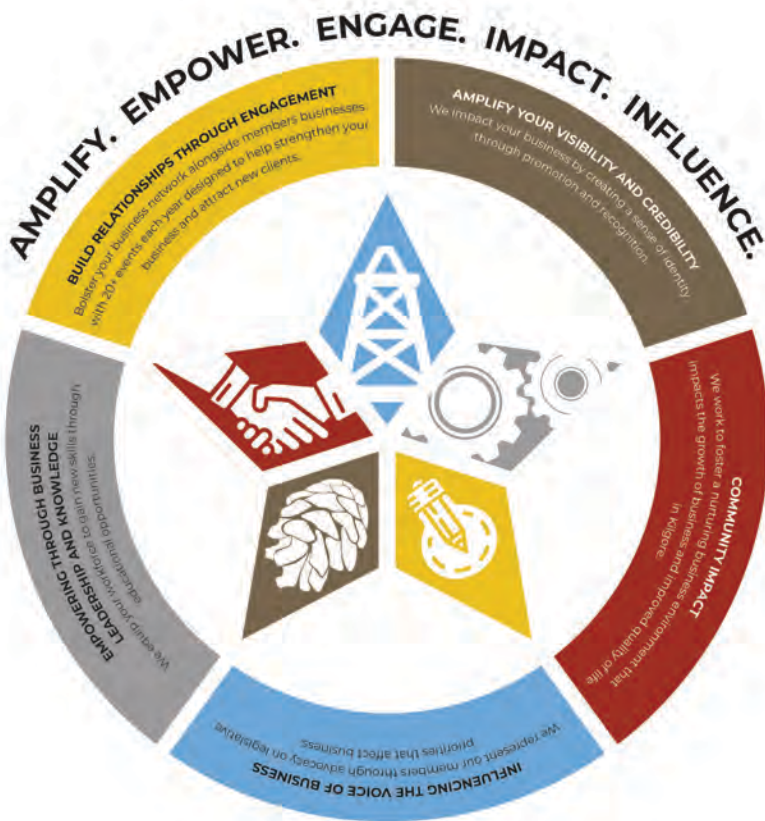 AMPLIFY. EMPOWER. ENGAGE. IMPACT. INFLUENCE.
BUILD RELATIONSHIPS THROUGH ENGAGEMENT
Bolster your business network alongside members businesses
with 20+ events each year designed to help strengthen your
business and attract new clients.
AMPLIFY YOUR VISIBILITY AND CREDIBILITY
We impact your business by creating a sense of identity
through promotion and recognition.
COMMUNITY IMPACT
We work to foster a nurturing business environment that
impacts the growth of business and improved quality of life
in Kilgore.
INFLUENCING THE VOICE OF BUSINESS
We represent our members through advocacy on legislative
priorities that affect business.
EMPOWERING THROUGH BUSINESS
LEADERSHIP AND KNOWLEDGE
We equip your workforce to gain new skills through
educational opportunities.